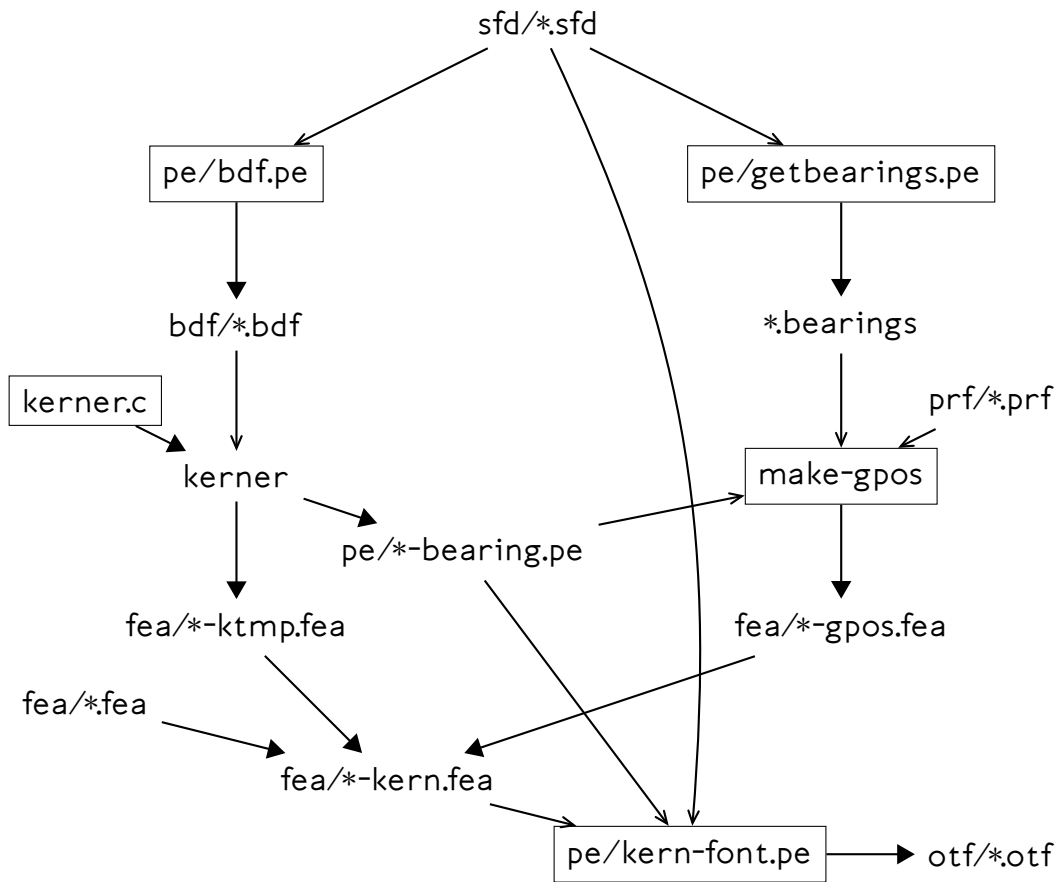 sfd/*.sfd
pe/bdf.pe
pe/getbearings.pe
bdf/*.bdf
*.bearings
kerner.c
prf/*.prf
kerner
make-gpos
pe/*-bearing.pe
fea/*-ktmp.fea
fea/*-gpos.fea
fea/*.fea
fea/*-kern.fea
pe/kern-font.pe
otf/*.otf